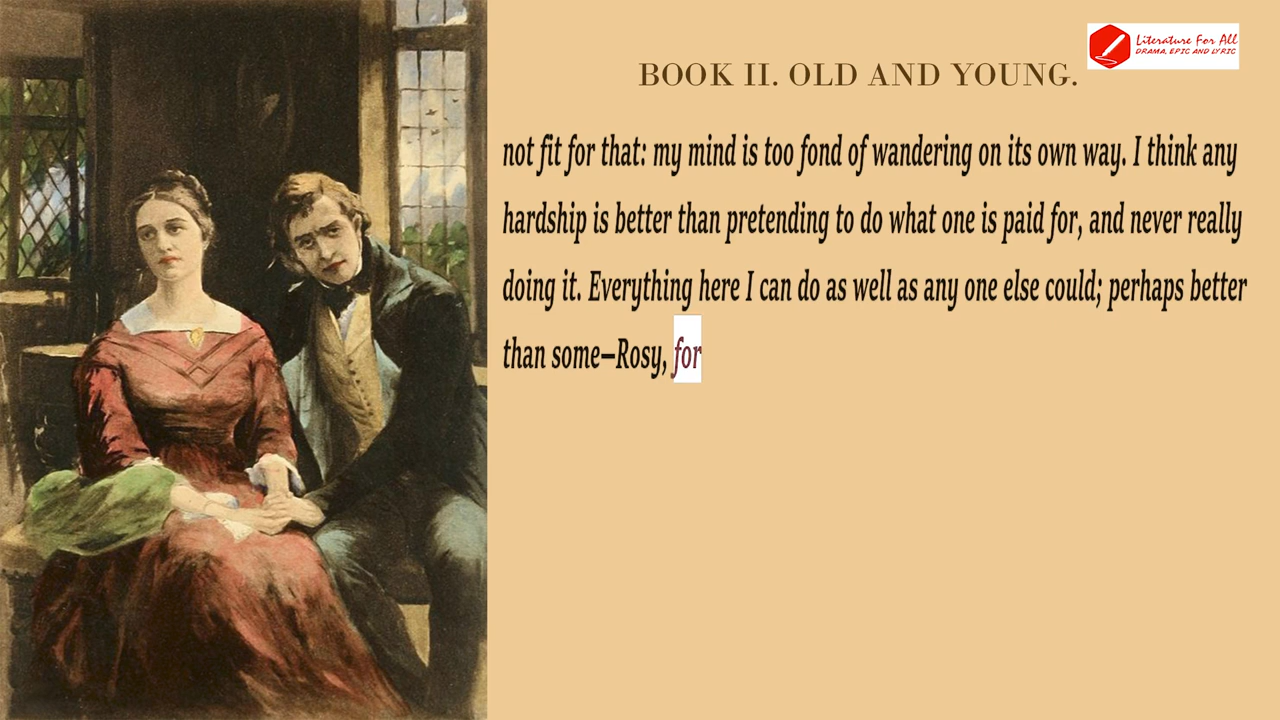 Literature For All
DRAMA, EPIC AND LYRIC
BOOK II. OLD AND YOUNG.
not fit for that: my mind is too fond of wandering on its own way. I think any
hardship is better than pretending to do what one is paid for, and never really
doing it. Everything here I can do as well as any one else could; perhaps better
than some—Rosy, for